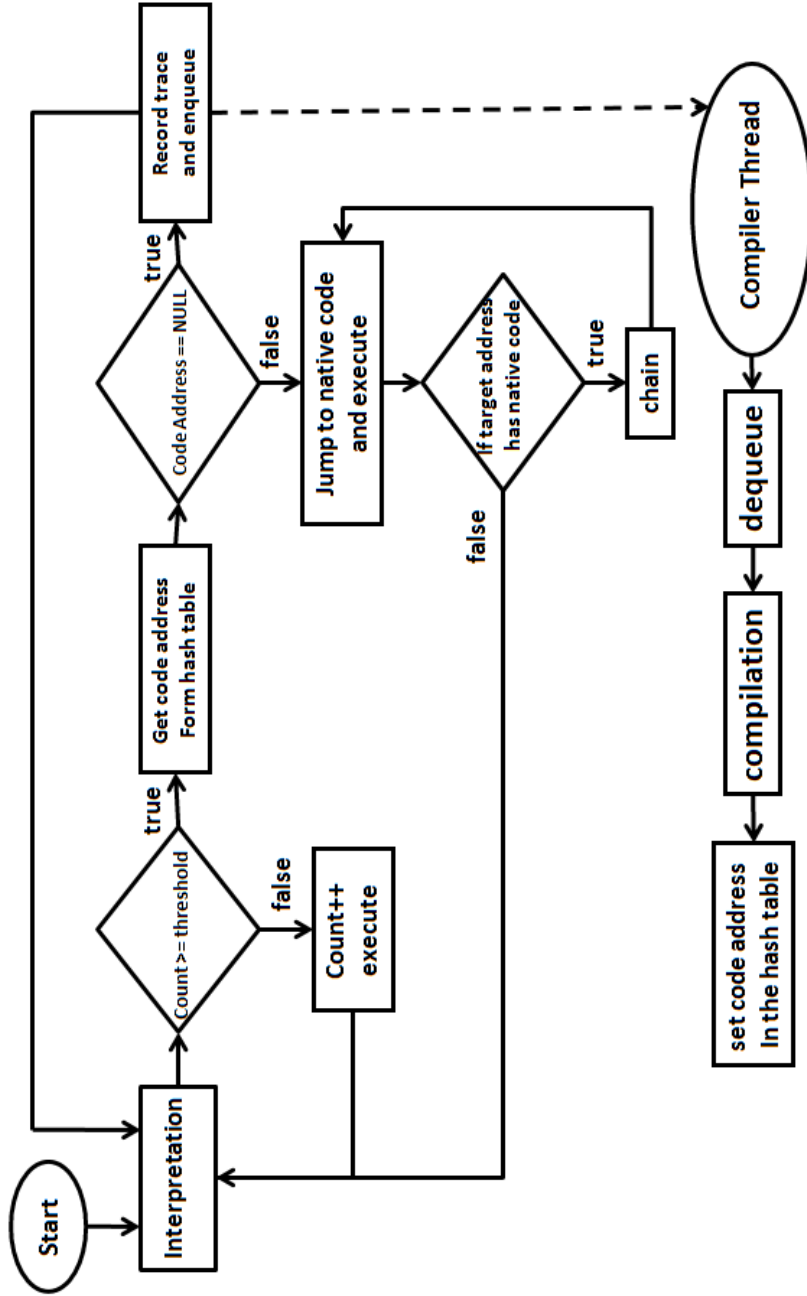 Start
Interpretation
Count >= threshold
true
false
Count++
execute
Get code address
Form hash table
Code Address == NULL
true
false
Record trace
and enqueue
Jump to native code
and execute
If target address
has native code
false
true
chain
Compiler Thread
dequeue
compilation
set code address
In the hash table